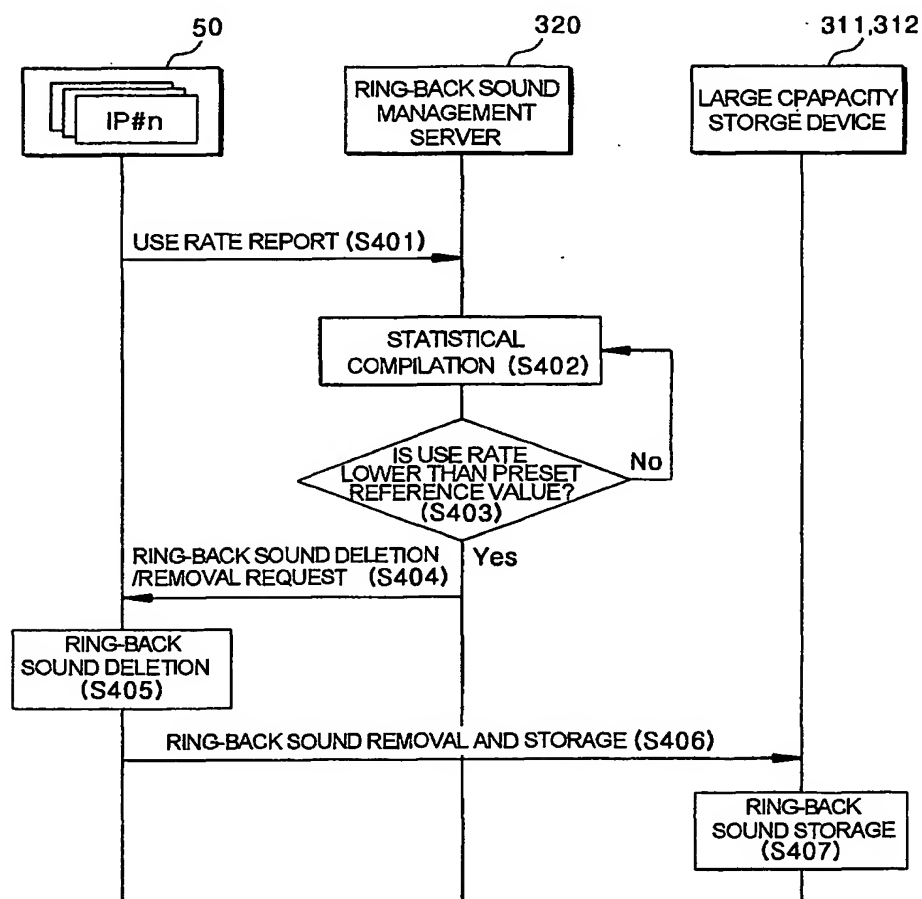 50
320
311,312
IP#n
RING-BACK SOUND
MANAGEMENT
SERVER
LARGE CPAPACITY
STORGE DEVICE
USE RATE REPORT (S401)
STATISTICAL
COMPILATION (S402)
IS USE RATE
LOWER THAN PRESET
REFERENCE VALUE?
(S403)
No
Yes
RING-BACK SOUND DELETION
/REMOVAL REQUEST (S404)
RING-BACK
SOUND DELETION
(S405)
RING-BACK SOUND REMOVAL AND STORAGE (S406)
RING-BACK
SOUND STORAGE
(S407)